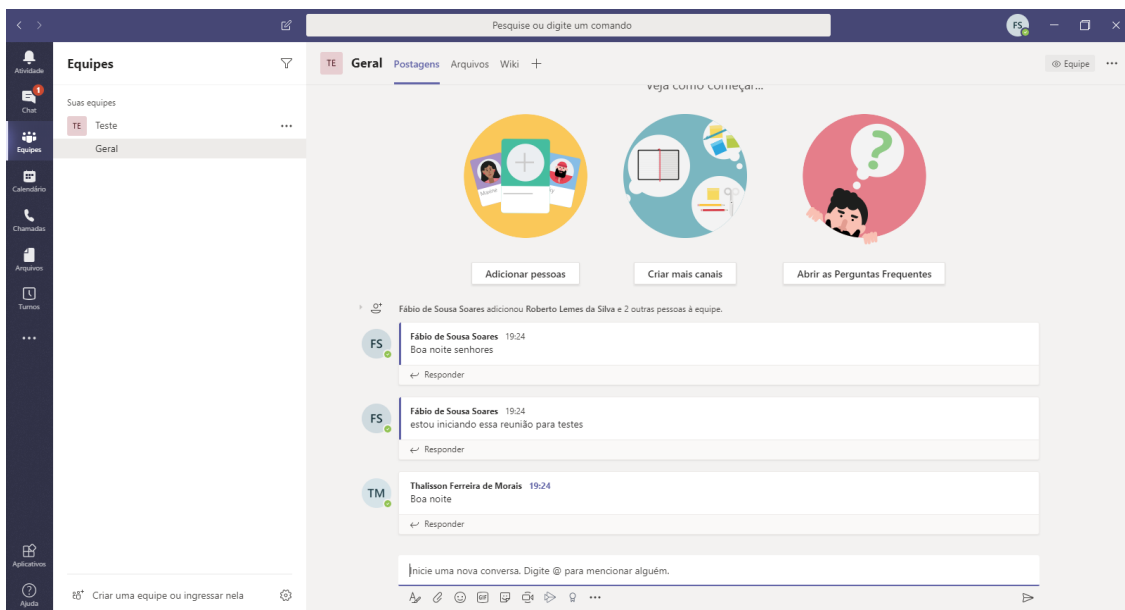 Pesquise ou digite um comando
FS
Atividade
1
Chat
Equipes
Calendário
Chamadas
Arquivos
Turnos
Aplicativos
Ajuda
Equipes
Suas equipes
TE Teste
Geral
Criar uma equipe ou ingressar nela
TE Geral Postagens Arquivos Wiki
Equipe
Veja como começar...
Maxine
Adicionar pessoas
Criar mais canais
Abrir as Perguntas Frequentes
Fábio de Sousa Soares adicionou Roberto Lemes da Silva e 2 outras pessoas à equipe.
FS
Fábio de Sousa Soares 19:24
Boa noite senhores
Responder
FS
Fábio de Sousa Soares 19:24
estou iniciando essa reunião para testes
Responder
TM
Thalisson Ferreira de Morais 19:24
Boa noite
Responder
Inicie uma nova conversa. Digite @ para mencionar alguém.
GIF